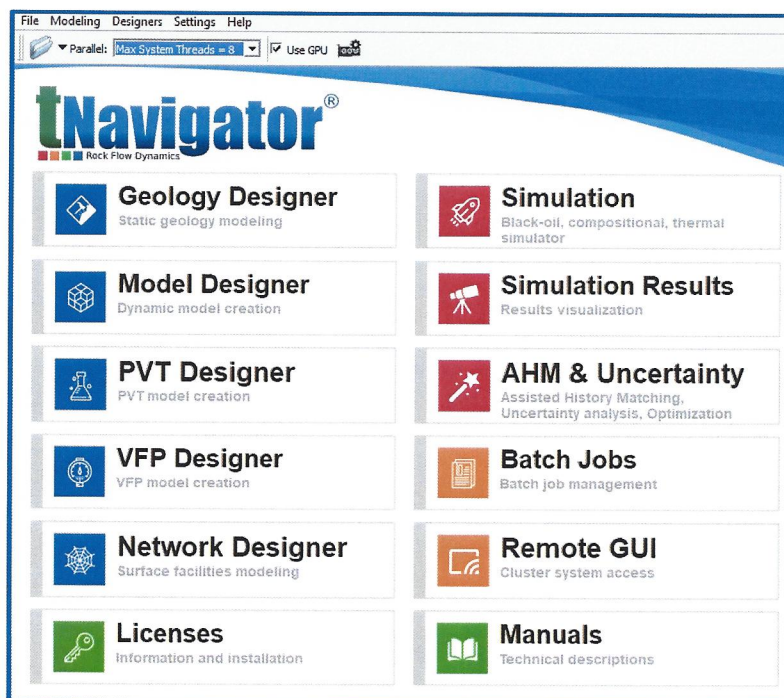 File Modeling Designers Settings Help
Parallel: Max System Threads = 8 Use GPU
tNavigator®
Rock Flow Dynamics
Geology Designer
Static geology modeling
Model Designer
Dynamic model creation
PVT Designer
PVT model creation
VFP Designer
VFP model creation
Network Designer
Surface facilities modeling
Licenses
Information and installation
Simulation
Black-oil, compositional, thermal
simulator
Simulation Results
Results visualization
AHM & Uncertainty
Assisted History Matching,
Uncertainty analysis, Optimization
Batch Jobs
Batch job management
Remote GUI
Cluster system access
Manuals
Technical descriptions